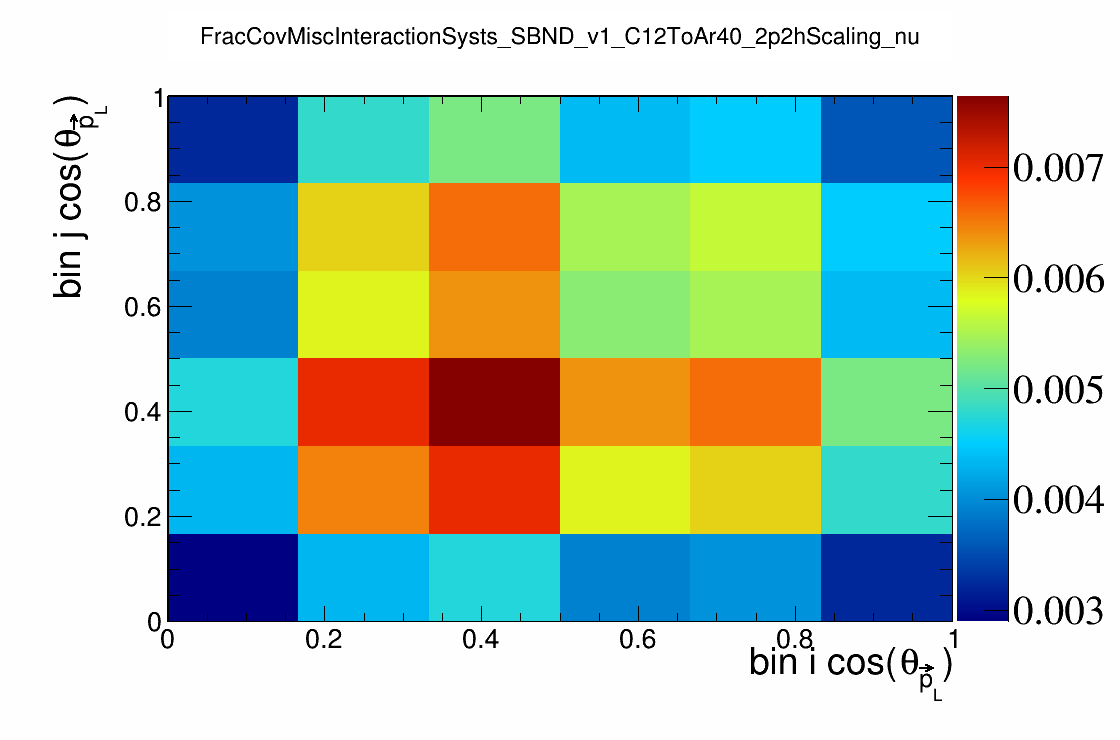 FracCovMiscInteractionSysts_SBND_v1_C12ToAr40_2p2hScaling_nu
bin j cos(θ_p⃗_L)
1
0.8
0.6
0.4
0.2
0
0 0.2 0.4 0.6 0.8 1
bin i cos(θ_p⃗_L)
0.007
0.006
0.005
0.004
0.003